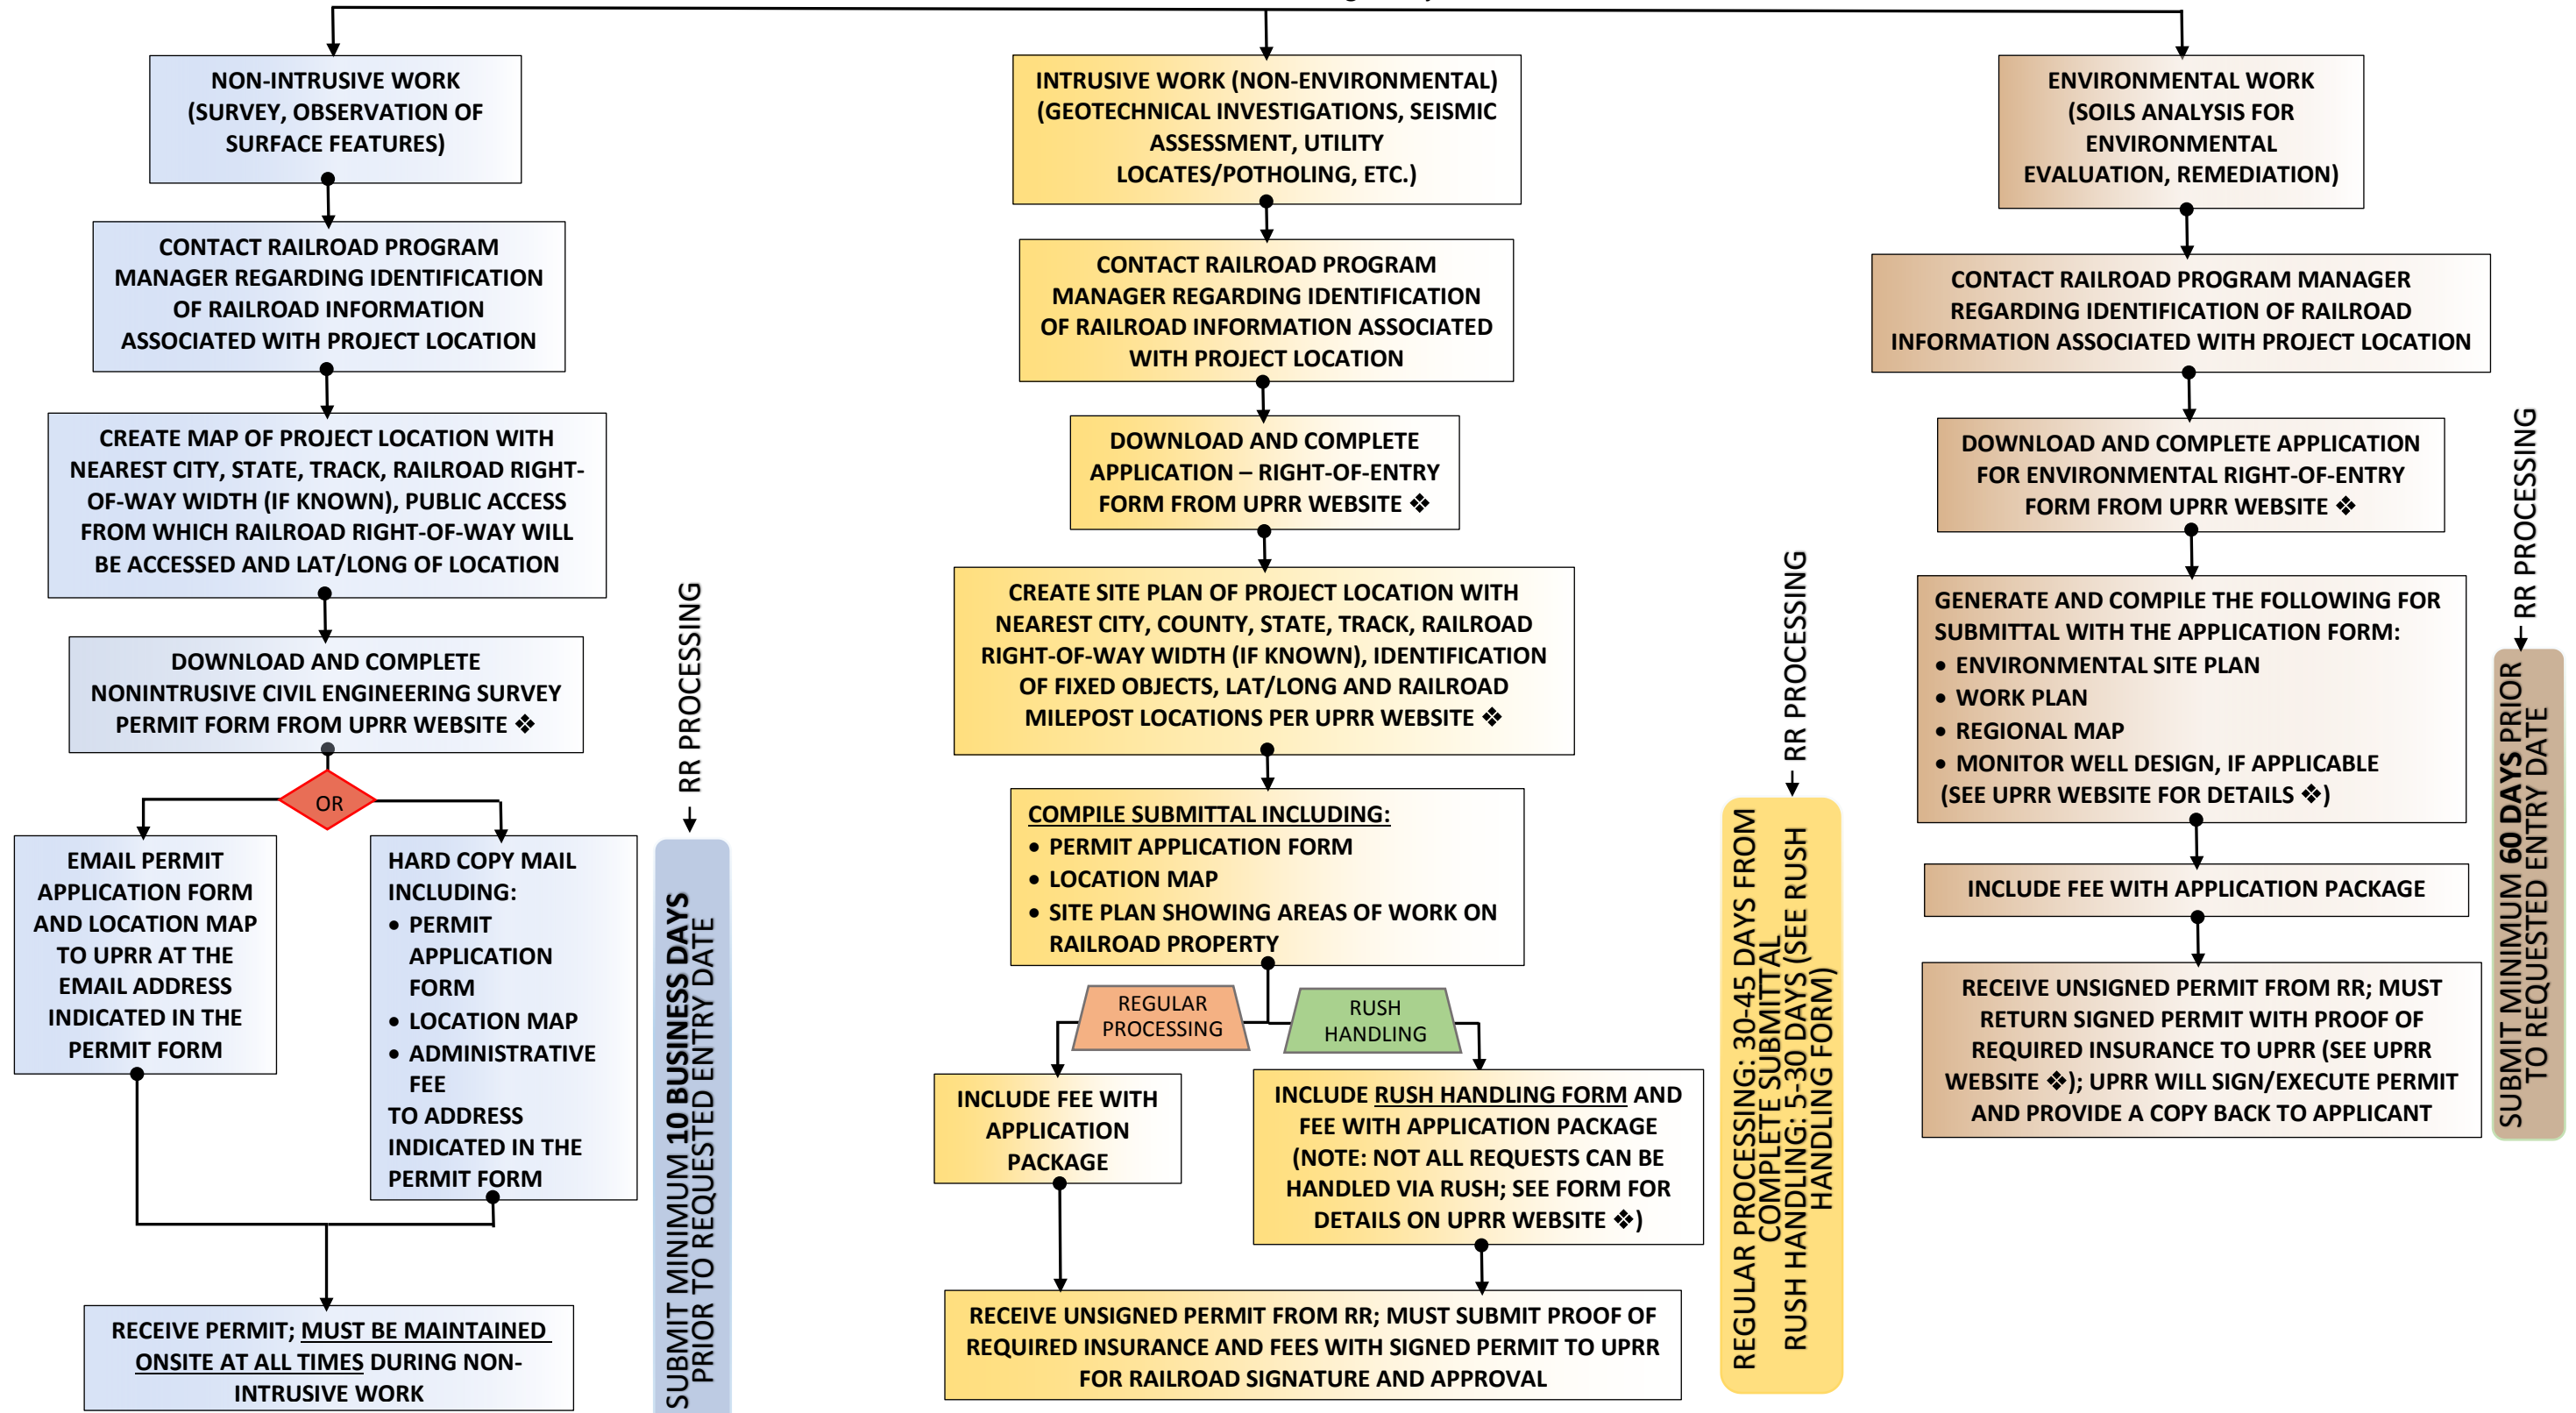 NON-INTRUSIVE WORK
(SURVEY, OBSERVATION OF
SURFACE FEATURES)
CONTACT RAILROAD PROGRAM
MANAGER REGARDING IDENTIFICATION
OF RAILROAD INFORMATION
ASSOCIATED WITH PROJECT LOCATION
CREATE MAP OF PROJECT LOCATION WITH
NEAREST CITY, STATE, TRACK, RAILROAD RIGHT-
OF-WAY WIDTH (IF KNOWN), PUBLIC ACCESS
FROM WHICH RAILROAD RIGHT-OF-WAY WILL
BE ACCESSED AND LAT/LONG OF LOCATION
DOWNLOAD AND COMPLETE
NONINTRUSIVE CIVIL ENGINEERING SURVEY
PERMIT FORM FROM UPRR WEBSITE ❖
OR
EMAIL PERMIT
APPLICATION FORM
AND LOCATION MAP
TO UPRR AT THE
EMAIL ADDRESS
INDICATED IN THE
PERMIT FORM
HARD COPY MAIL
INCLUDING:
• PERMIT
APPLICATION
FORM
• LOCATION MAP
• ADMINISTRATIVE
FEE
TO ADDRESS
INDICATED IN THE
PERMIT FORM
RECEIVE PERMIT; MUST BE MAINTAINED
ONSITE AT ALL TIMES DURING NON-
INTRUSIVE WORK
RR PROCESSING
SUBMIT MINIMUM 10 BUSINESS DAYS
PRIOR TO REQUESTED ENTRY DATE
INTRUSIVE WORK (NON-ENVIRONMENTAL)
(GEOTECHNICAL INVESTIGATIONS, SEISMIC
ASSESSMENT, UTILITY
LOCATES/POTHOLING, ETC.)
CONTACT RAILROAD PROGRAM
MANAGER REGARDING IDENTIFICATION
OF RAILROAD INFORMATION ASSOCIATED
WITH PROJECT LOCATION
DOWNLOAD AND COMPLETE
APPLICATION – RIGHT-OF-ENTRY
FORM FROM UPRR WEBSITE ❖
CREATE SITE PLAN OF PROJECT LOCATION WITH
NEAREST CITY, COUNTY, STATE, TRACK, RAILROAD
RIGHT-OF-WAY WIDTH (IF KNOWN), IDENTIFICATION
OF FIXED OBJECTS, LAT/LONG AND RAILROAD
MILEPOST LOCATIONS PER UPRR WEBSITE ❖
COMPILE SUBMITTAL INCLUDING:
• PERMIT APPLICATION FORM
• LOCATION MAP
• SITE PLAN SHOWING AREAS OF WORK ON
RAILROAD PROPERTY
REGULAR
PROCESSING
RUSH
HANDLING
INCLUDE FEE WITH
APPLICATION
PACKAGE
INCLUDE RUSH HANDLING FORM AND
FEE WITH APPLICATION PACKAGE
(NOTE: NOT ALL REQUESTS CAN BE
HANDLED VIA RUSH; SEE FORM FOR
DETAILS ON UPRR WEBSITE ❖)
RECEIVE UNSIGNED PERMIT FROM RR; MUST SUBMIT PROOF OF
REQUIRED INSURANCE AND FEES WITH SIGNED PERMIT TO UPRR
FOR RAILROAD SIGNATURE AND APPROVAL
RR PROCESSING
REGULAR PROCESSING: 30-45 DAYS FROM
COMPLETE SUBMITTAL
RUSH HANDLING: 5-30 DAYS (SEE RUSH
HANDLING FORM)
ENVIRONMENTAL WORK
(SOILS ANALYSIS FOR
ENVIRONMENTAL
EVALUATION, REMEDIATION)
CONTACT RAILROAD PROGRAM MANAGER
REGARDING IDENTIFICATION OF RAILROAD
INFORMATION ASSOCIATED WITH PROJECT LOCATION
DOWNLOAD AND COMPLETE APPLICATION
FOR ENVIRONMENTAL RIGHT-OF-ENTRY
FORM FROM UPRR WEBSITE ❖
GENERATE AND COMPILE THE FOLLOWING FOR
SUBMITTAL WITH THE APPLICATION FORM:
• ENVIRONMENTAL SITE PLAN
• WORK PLAN
• REGIONAL MAP
• MONITOR WELL DESIGN, IF APPLICABLE
(SEE UPRR WEBSITE FOR DETAILS ❖)
INCLUDE FEE WITH APPLICATION PACKAGE
RECEIVE UNSIGNED PERMIT FROM RR; MUST
RETURN SIGNED PERMIT WITH PROOF OF
REQUIRED INSURANCE TO UPRR (SEE UPRR
WEBSITE ❖); UPRR WILL SIGN/EXECUTE PERMIT
AND PROVIDE A COPY BACK TO APPLICANT
RR PROCESSING
SUBMIT MINIMUM 60 DAYS PRIOR
TO REQUESTED ENTRY DATE